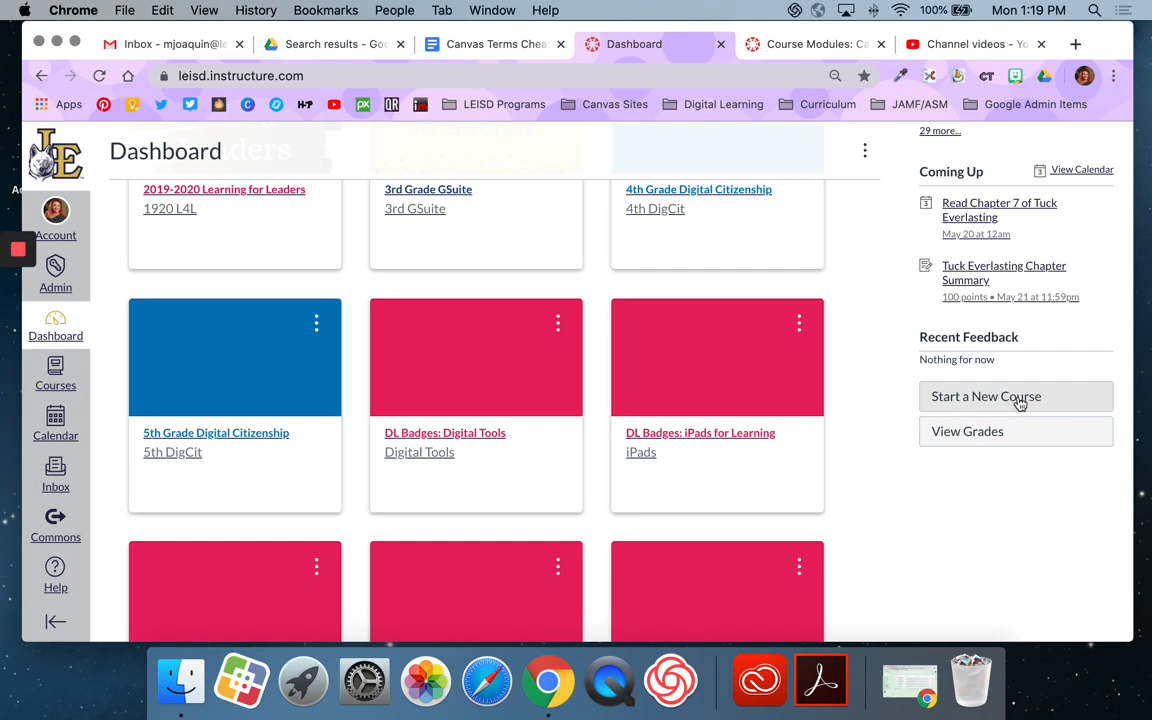 Chrome File Edit View History Bookmarks People Tab Window Help 100% Mon 1:19 PM
Inbox - mjoaquin@le Search results - Goo Canvas Terms Chea Dashboard Course Modules: Ca Channel videos - Yo
leisd.instructure.com
Apps LEISD Programs Canvas Sites Digital Learning Curriculum JAMF/ASM Google Admin Items
LE
Dashboard
Account
Admin
Dashboard
Courses
Calendar
Inbox
Commons
Help
2019-2020 Learning for Leaders
1920 L4L
3rd Grade GSuite
3rd GSuite
4th Grade Digital Citizenship
4th DigCit
5th Grade Digital Citizenship
5th DigCit
DL Badges: Digital Tools
Digital Tools
DL Badges: iPads for Learning
iPads
29 more...
Coming Up View Calendar
Read Chapter 7 of Tuck
Everlasting
May 20 at 12am
Tuck Everlasting Chapter
Summary
100 points • May 21 at 11:59pm
Recent Feedback
Nothing for now
Start a New Course
View Grades